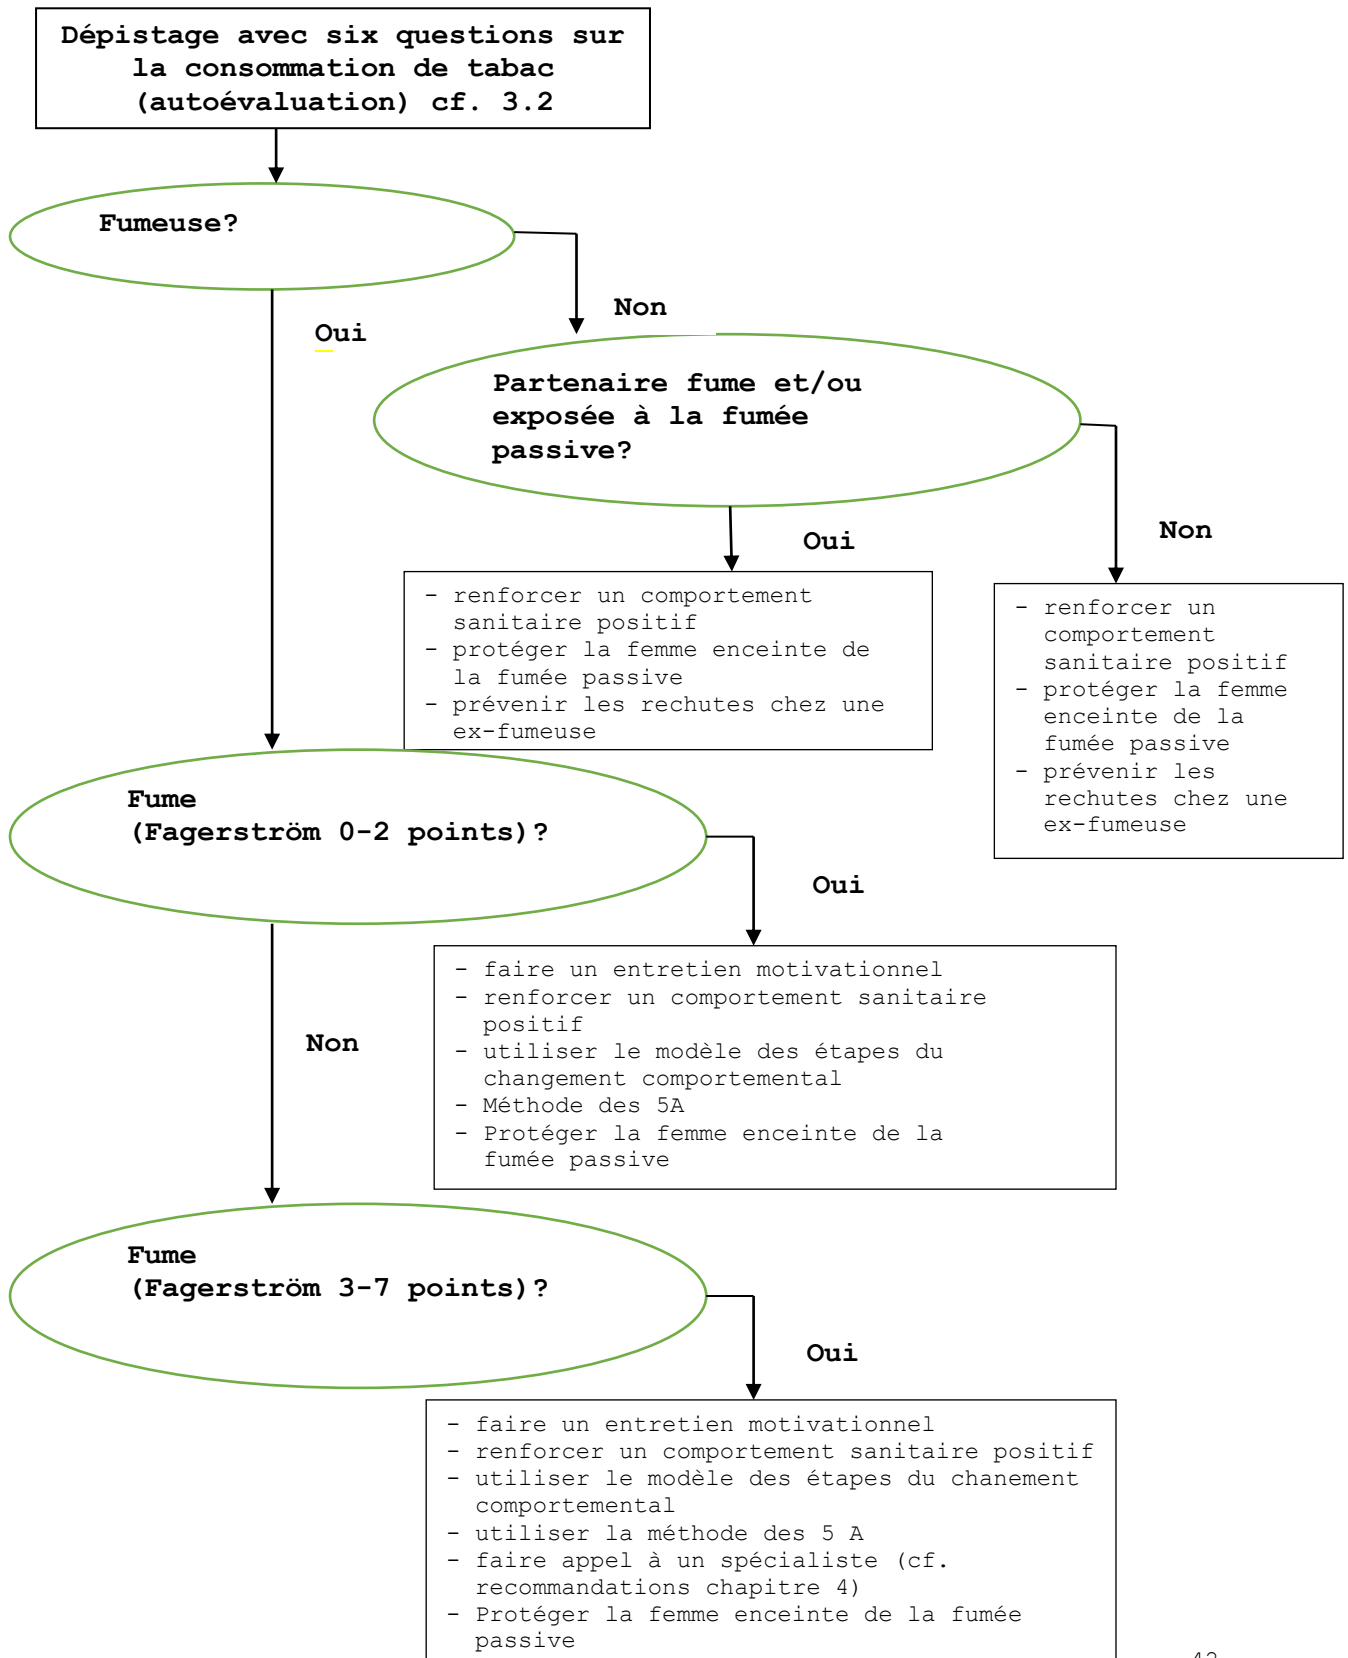 Dépistage avec six questions sur
la consommation de tabac
(autoévaluation) cf. 3.2
Fumeuse?
Non
Oui
Partenaire fume et/ou
exposée à la fumée
passive?
Oui
Non
- renforcer un comportement
sanitaire positif
- protéger la femme enceinte de
la fumée passive
- prévenir les rechutes chez une
ex-fumeuse
- renforcer un
comportement
sanitaire positif
- protéger la femme
enceinte de la
fumée passive
- prévenir les
rechutes chez une
ex-fumeuse
Fume
(Fagerström 0-2 points)?
Oui
- faire un entretien motivationnel
- renforcer un comportement sanitaire
positif
- utiliser le modèle des étapes du
changement comportemental
- Méthode des 5A
- Protéger la femme enceinte de la
fumée passive
Non
Fume
(Fagerström 3-7 points)?
Oui
- faire un entretien motivationnel
- renforcer un comportement sanitaire positif
- utiliser le modèle des étapes du chanement
comportemental
- utiliser la méthode des 5 A
- faire appel à un spécialiste (cf.
recommandations chapitre 4)
- Protéger la femme enceinte de la fumée
passive